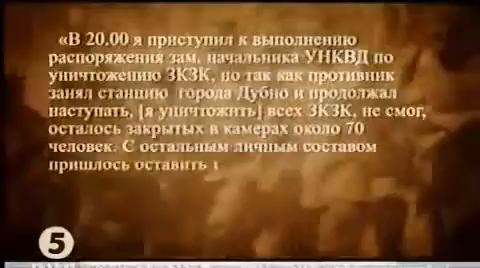 «В 20.00 я приступил к выполнению
распоряжения зам. начальника УНКВД по
уничтожению ЗКЗК, но так как противник
занял станцию города Дубно и продолжал
наступать, [я уничтожить] всех ЗКЗК, не смог,
осталось закрытых в камерах около 70
человек. С остальным личным составом
пришлось оставить
5